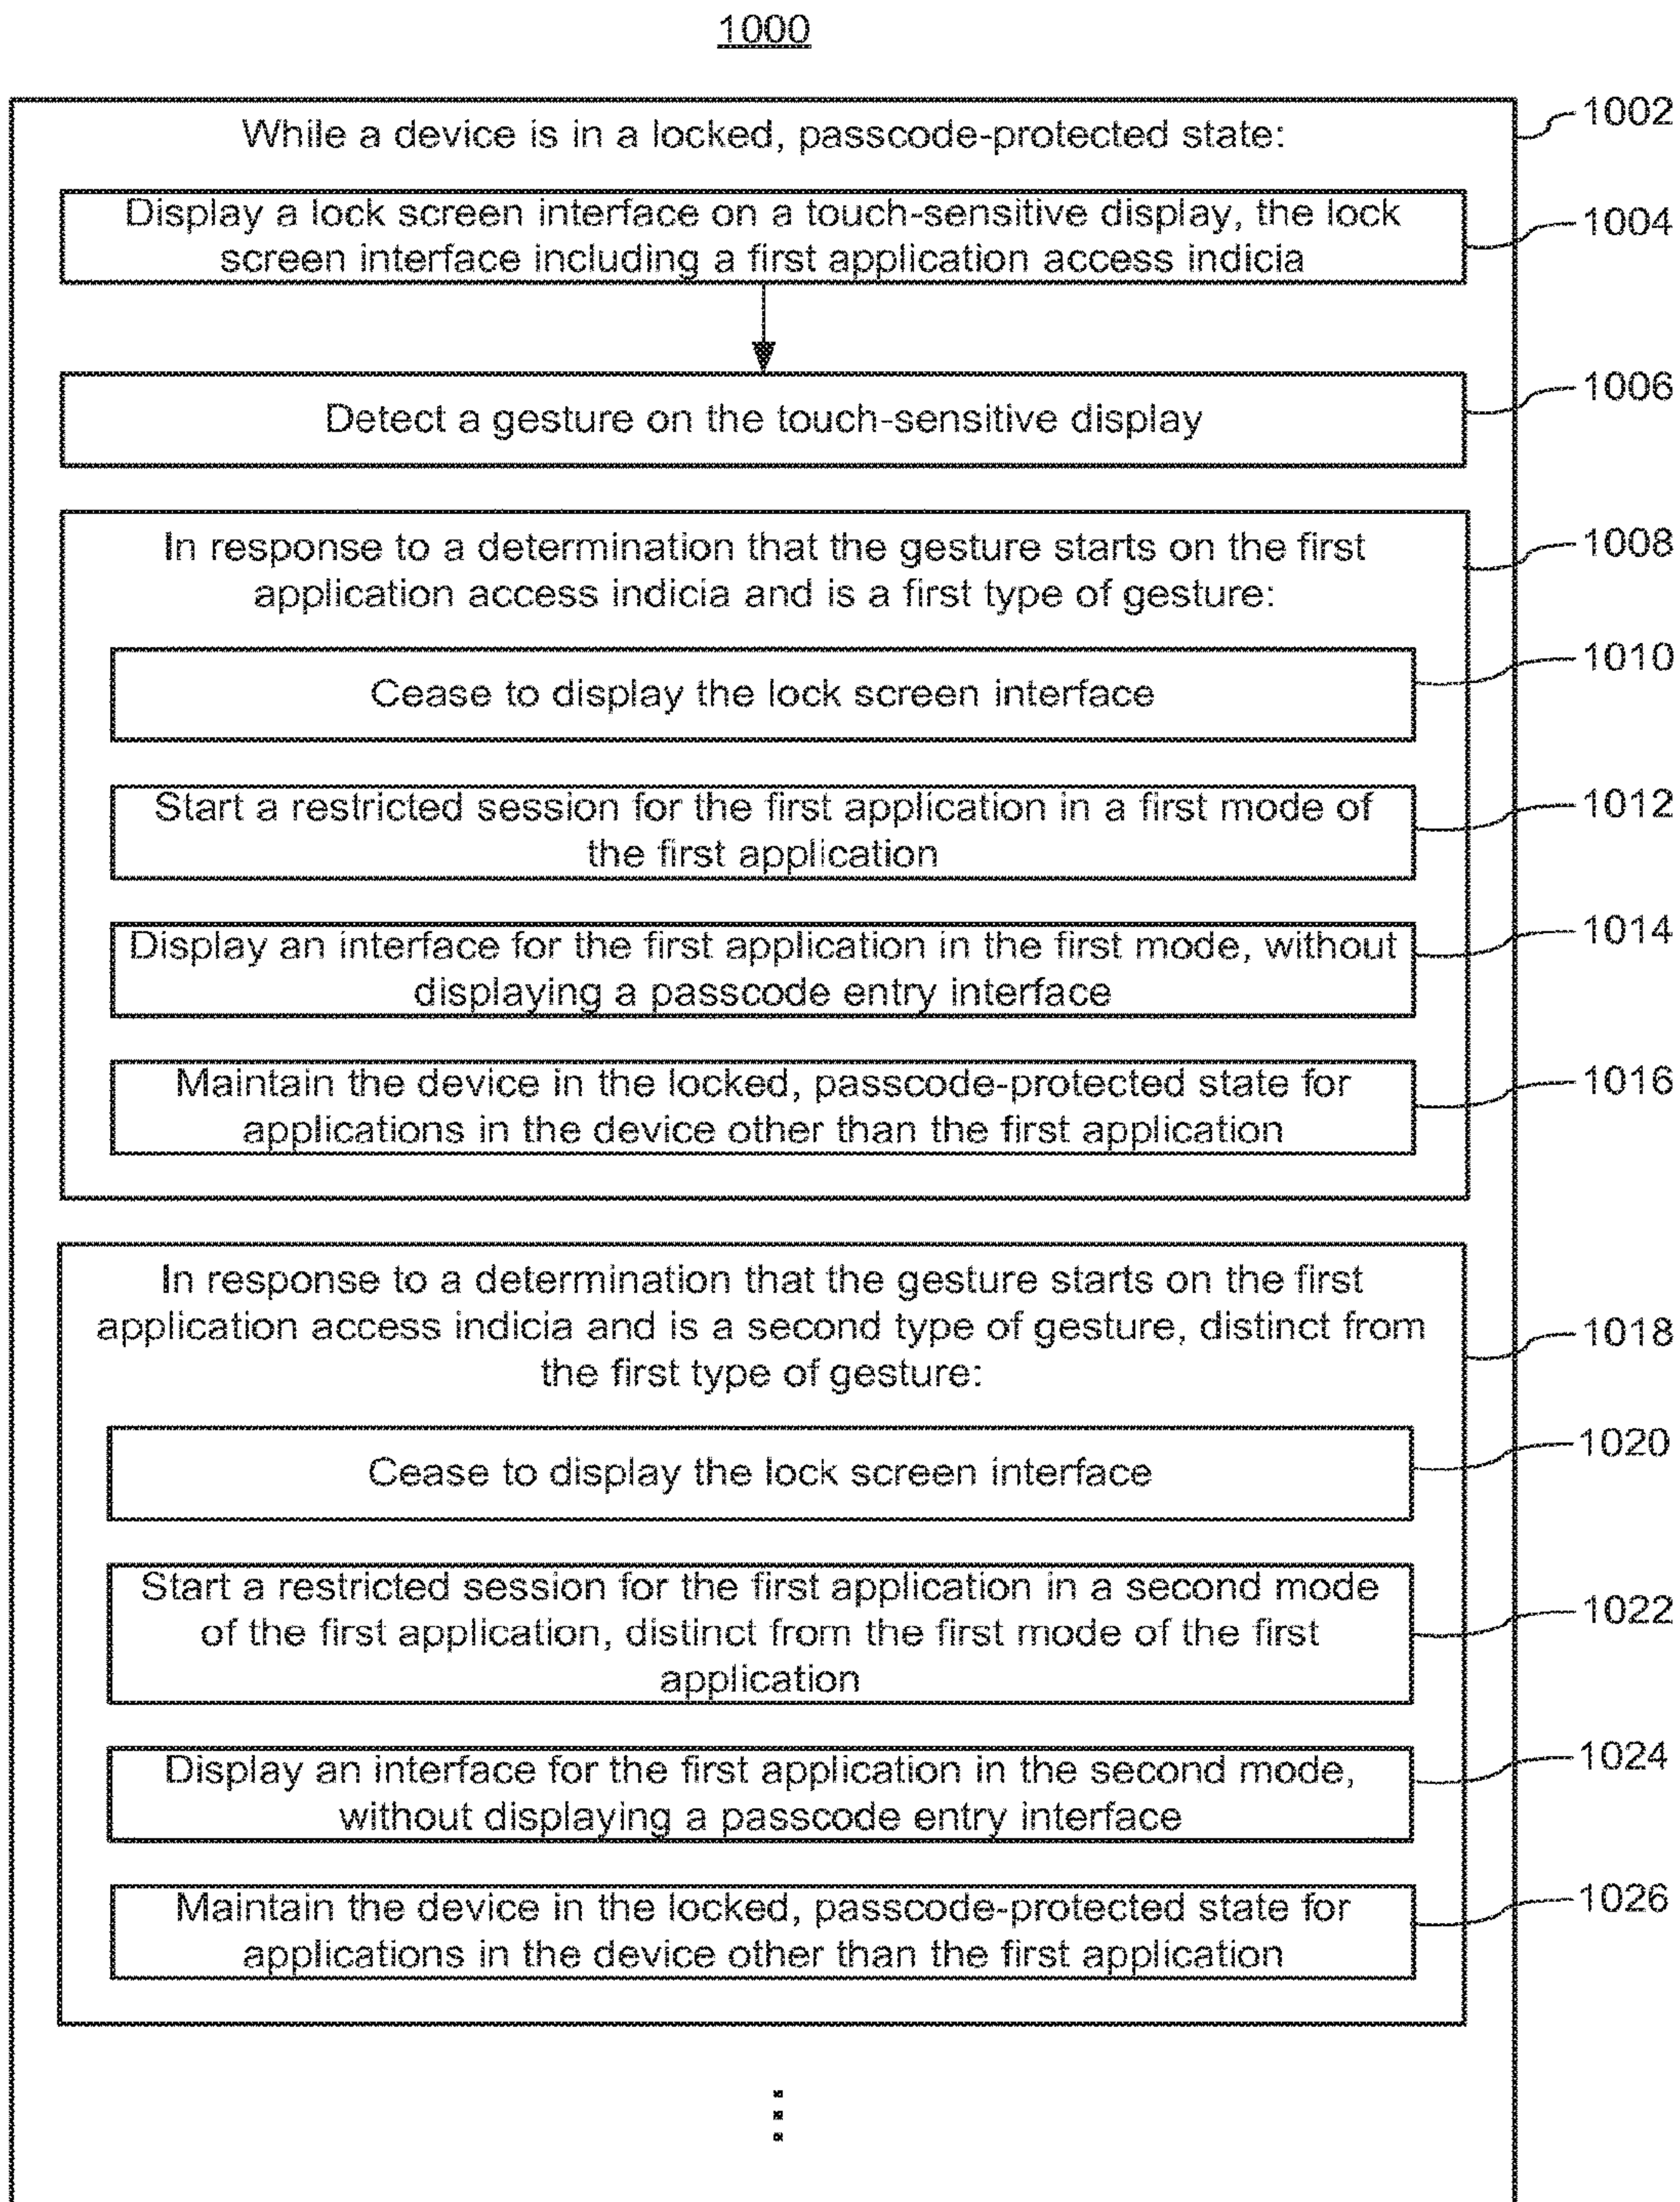 1000
While a device is in a locked, passcode-protected state:
1002
Display a lock screen interface on a touch-sensitive display, the lock
screen interface including a first application access indicia
1004
Detect a gesture on the touch-sensitive display
1006
In response to a determination that the gesture starts on the first
application access indicia and is a first type of gesture:
1008
Cease to display the lock screen interface
1010
Start a restricted session for the first application in a first mode of
the first application
1012
Display an interface for the first application in the first mode, without
displaying a passcode entry interface
1014
Maintain the device in the locked, passcode-protected state for
applications in the device other than the first application
1016
In response to a determination that the gesture starts on the first
application access indicia and is a second type of gesture, distinct from
the first type of gesture:
1018
Cease to display the lock screen interface
1020
Start a restricted session for the first application in a second mode
of the first application, distinct from the first mode of the first
application
1022
Display an interface for the first application in the second mode,
without displaying a passcode entry interface
1024
Maintain the device in the locked, passcode-protected state for
applications in the device other than the first application
1026